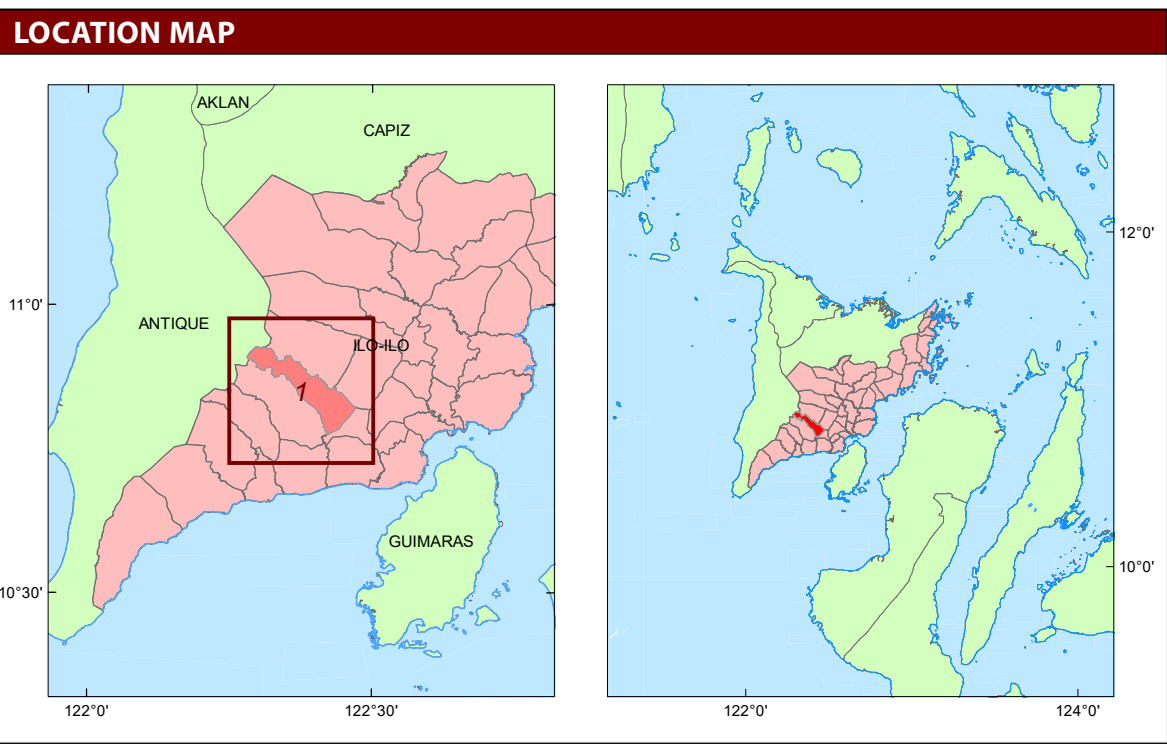 LOCATION MAP
AKLAN
CAPIZ
11°0'
ANTIQUE
ILO-ILO
1
GUIMARAS
10°30'
122°0'
122°30'
12°0'
10°0'
122°0'
124°0'